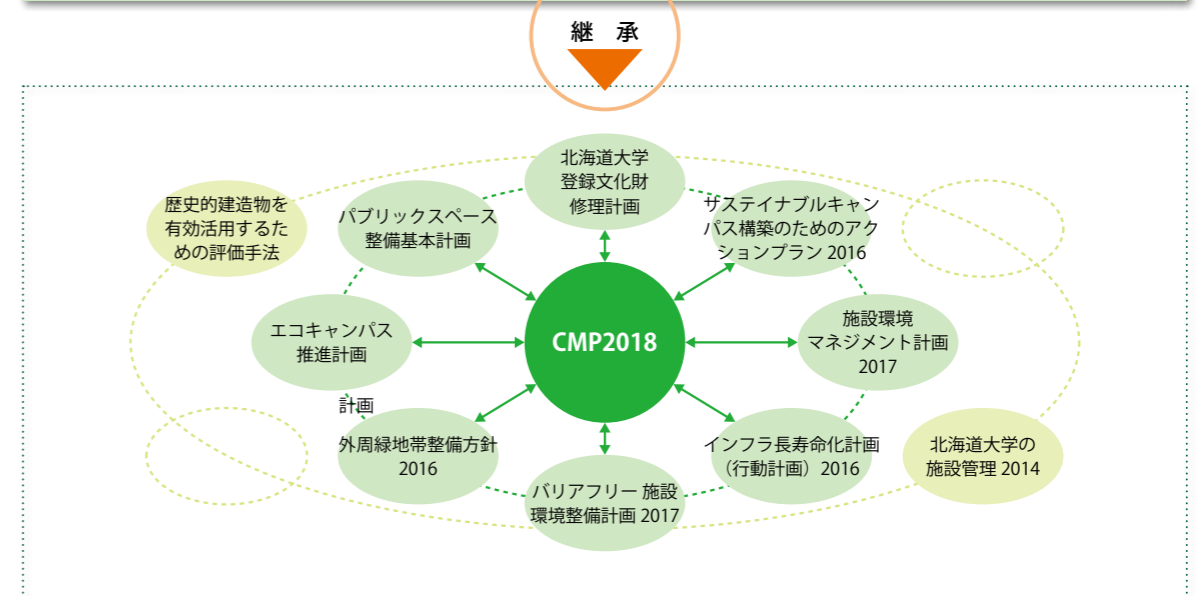 継 承
北海道大学
登録文化財
修理計画
歴史的建造物を
有効活用するた
めの評価手法
パブリックスペース
整備基本計画
サステイナブルキャン
パス構築のためのアク
ションプラン 2016
エコキャンパス
推進計画
CMP2018
施設環境
マネジメント計画
2017
計画
外周緑地帯整備方針
2016
インフラ長寿命化計画
（行動計画）2016
北海道大学の
施設管理 2014
バリアフリー 施設
環境整備計画 2017